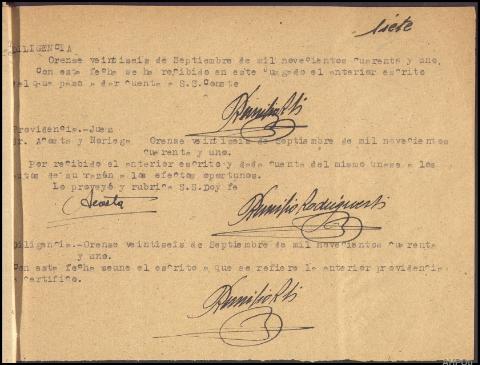 siete
DILIGENCIA
Orense veintiseis de Septiembre de mil novecientos cuarenta y uno,
Con esta fecha se ha recibido en este Juzgado el anterior escrito
del que paso a dar cuenta a S.S.Conste
Providencia.-Juez
Sr. Acosta y Noriega Orense veintiseis de Septiembre de mil novecientos
cuarenta y uno.
Por recibido el anterior escrito y dada cuenta del mismo unase a los
autos de su razón a los efectos oportunos.
Lo proveyó y rubrica S.S.Doy fe
Acosta
Diligencia.-Orense veintiseis de Septiembre de mil novecientos cuarenta
y uno.
Con esta fecha seune el escrito a que se refiere la anterior providencia
certifico.